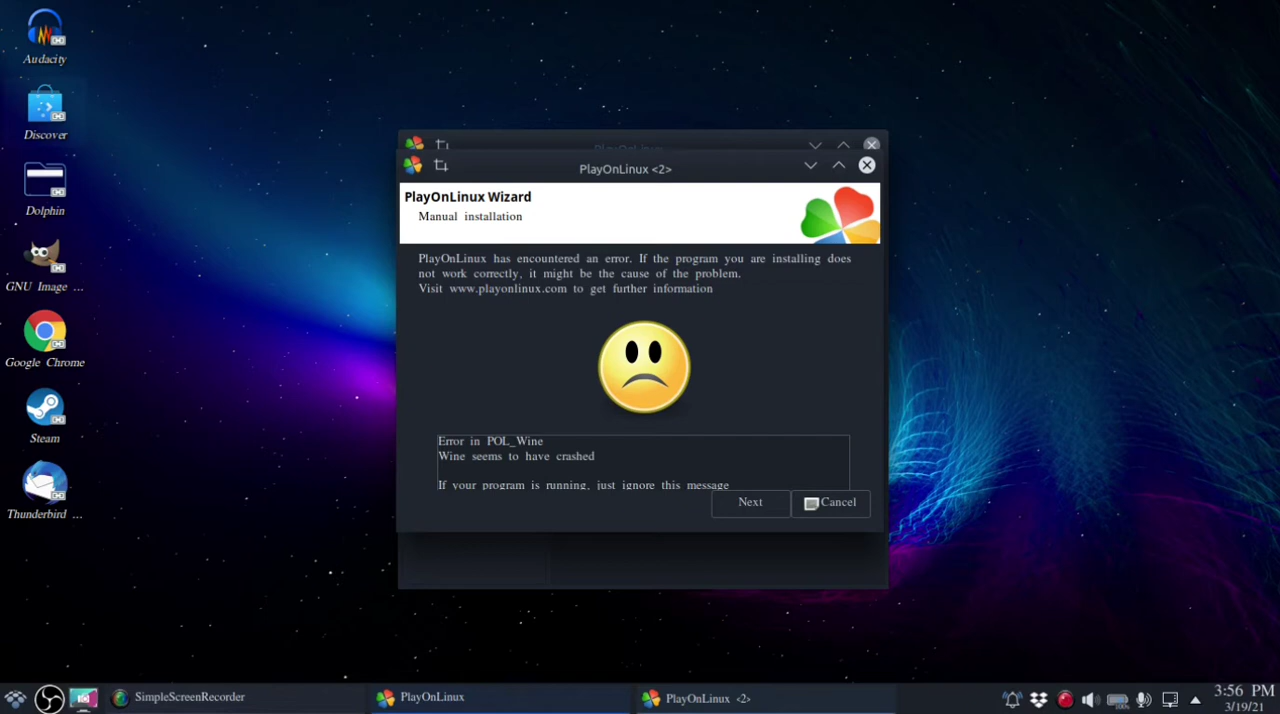 Audacity
Discover
Dolphin
GNU Image ...
Google Chrome
Steam
Thunderbird ...
PlayOnLinux
PlayOnLinux <2>
PlayOnLinux Wizard
Manual installation
PlayOnLinux has encountered an error. If the program you are installing does
not work correctly, it might be the cause of the problem.
Visit www.playonlinux.com to get further information
Error in POL_Wine
Wine seems to have crashed
If your program is running, just ignore this message
Next
Cancel
SimpleScreenRecorder
PlayOnLinux
PlayOnLinux <2>
100%
3:56 PM
3/19/21